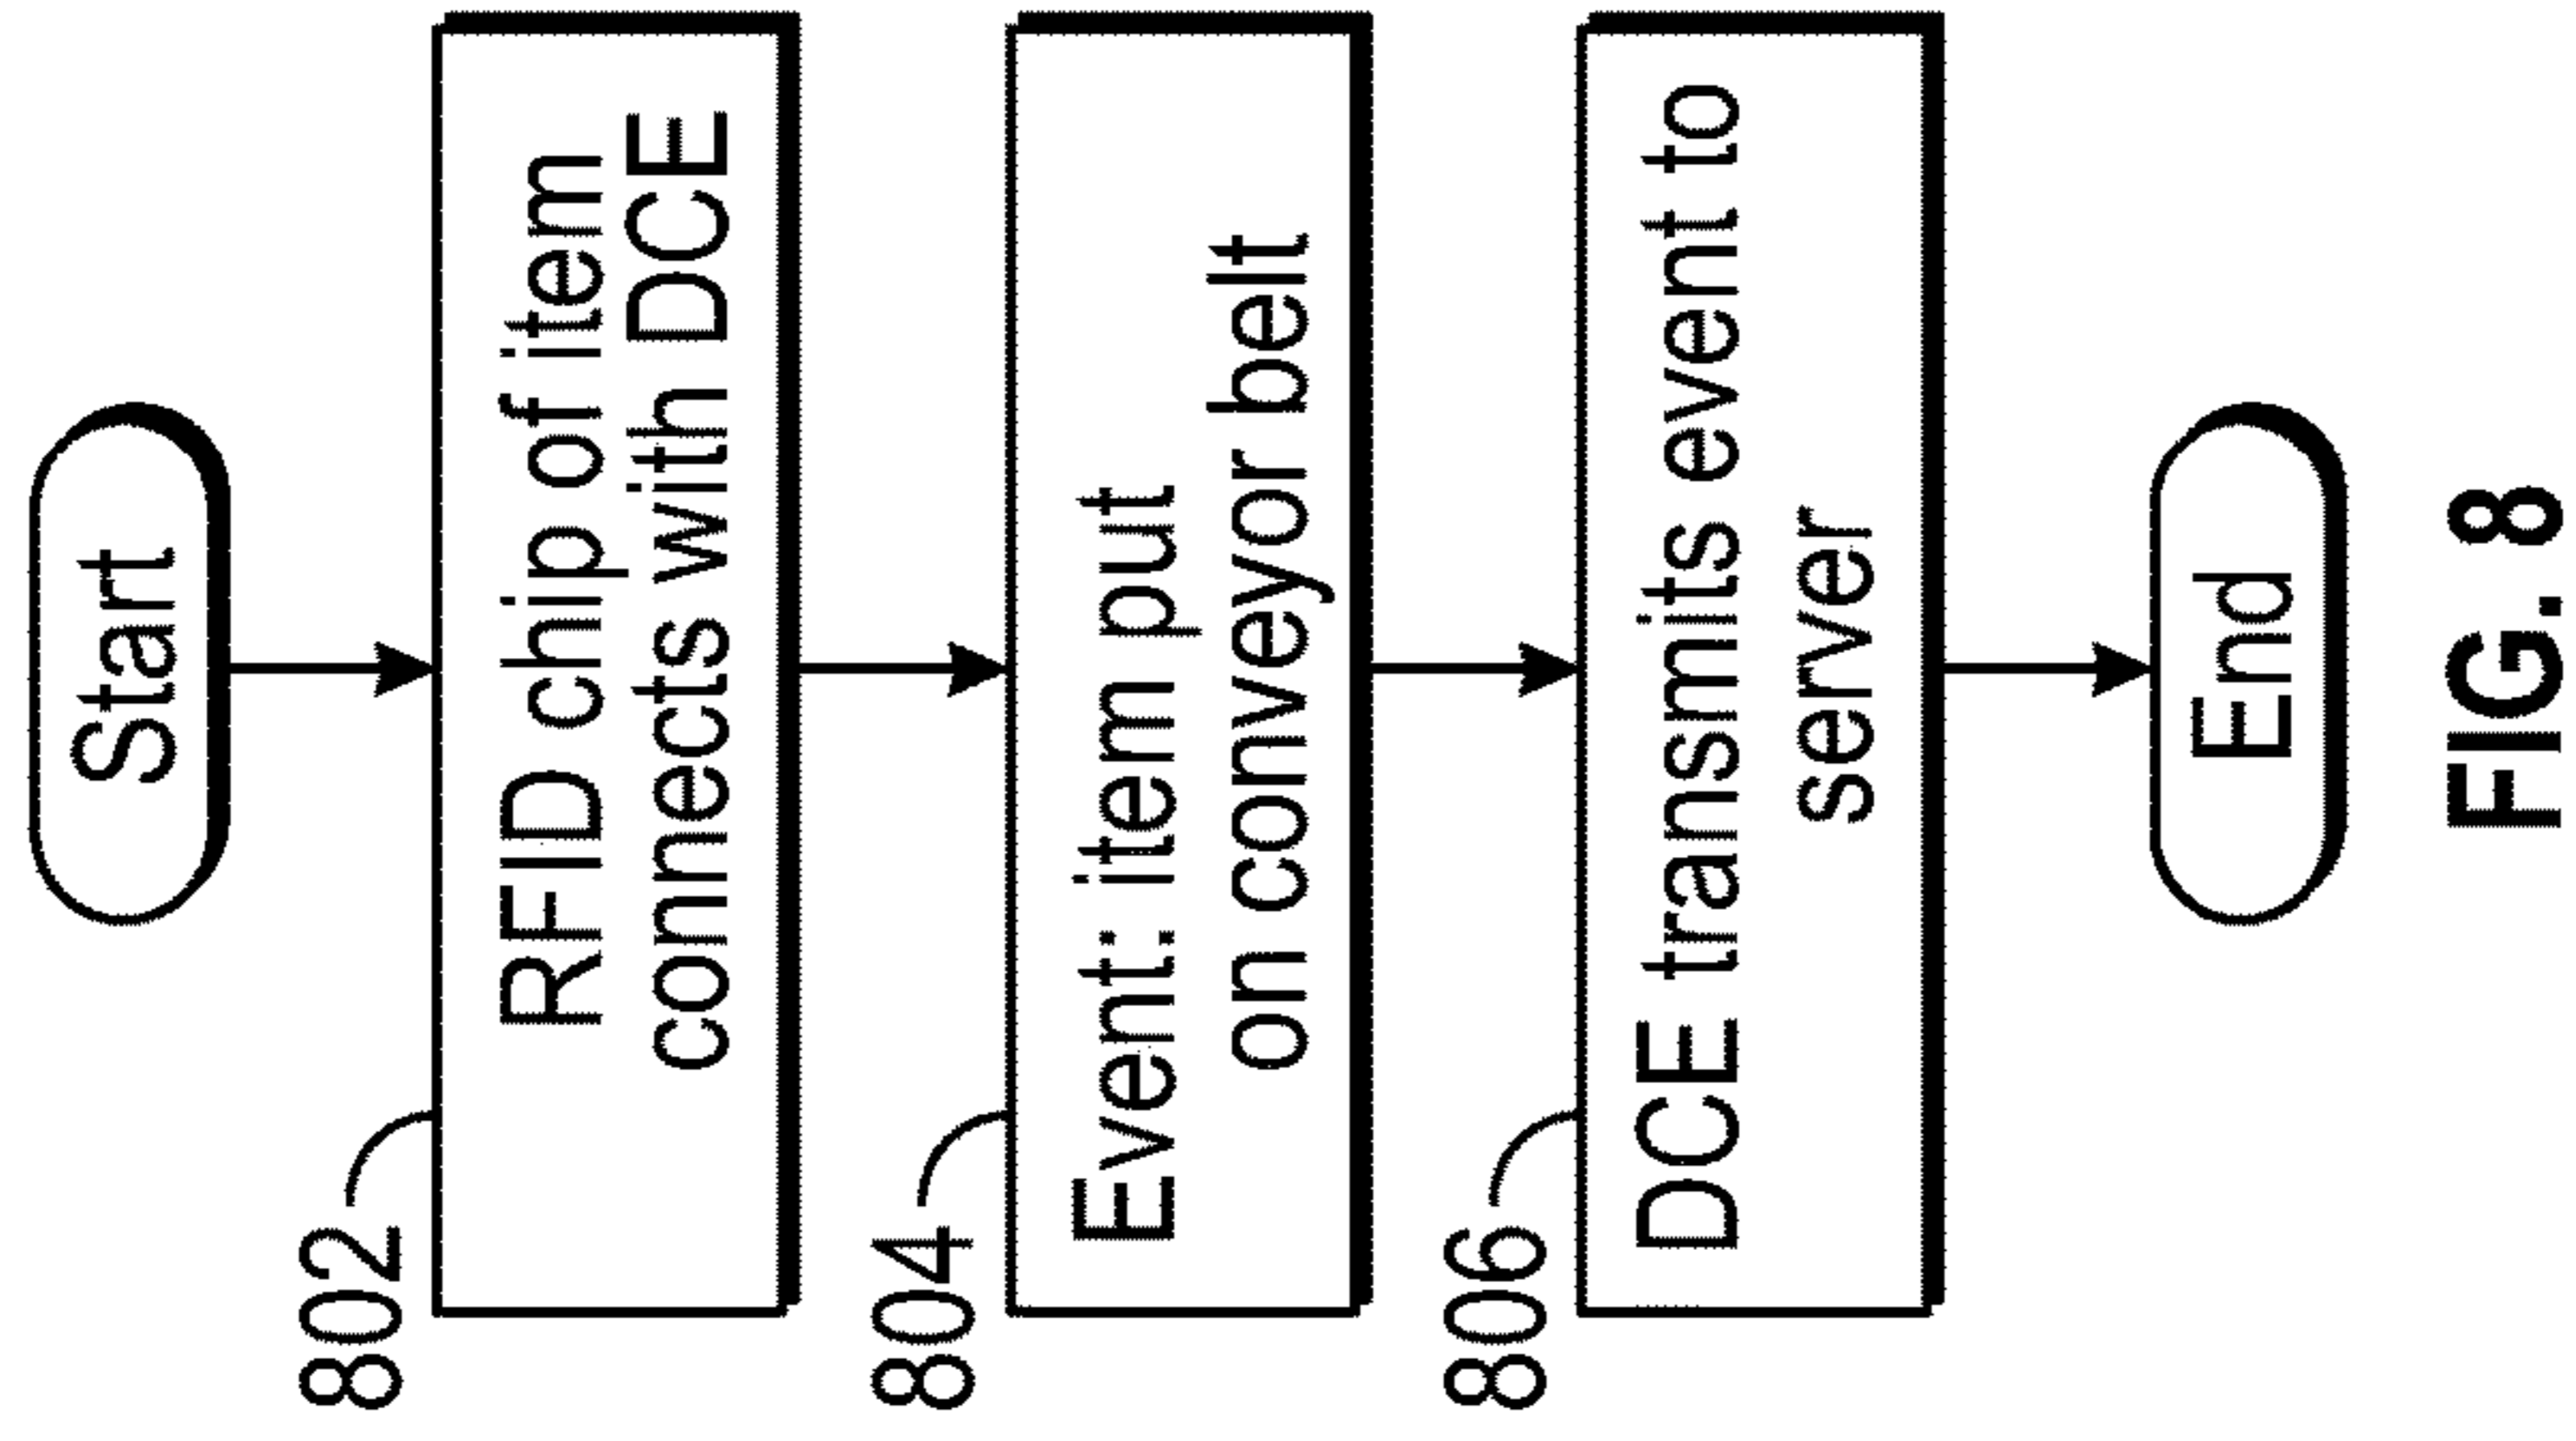 Start
802
RFID chip of item
connects with DCE
804
Event: item put
on conveyor belt
806
DCE transmits event to
server
End
FIG. 8